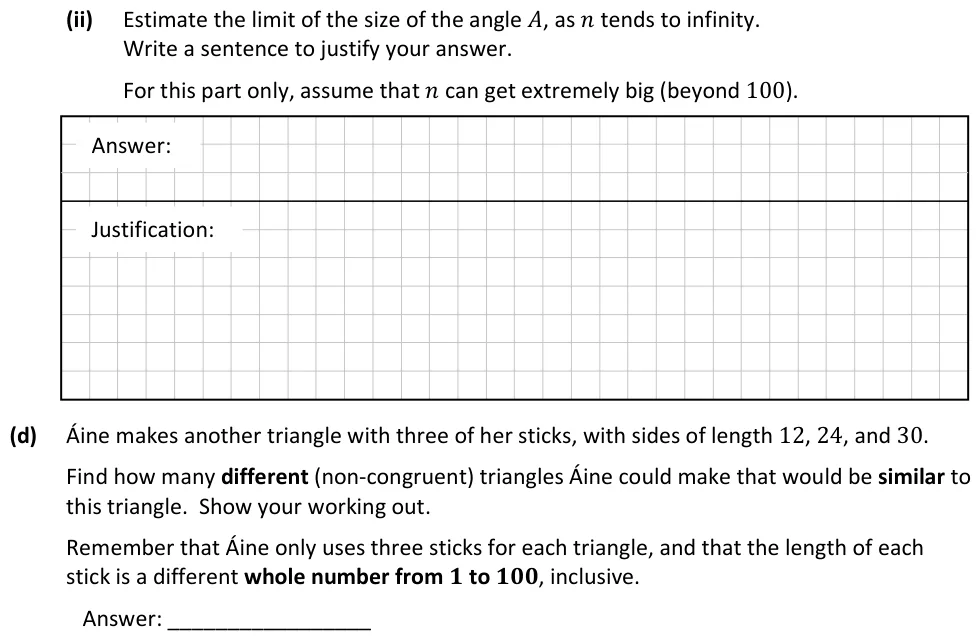 (ii) Estimate the limit of the size of the angle A, as n tends to infinity.
Write a sentence to justify your answer.
For this part only, assume that n can get extremely big (beyond 100).
Answer:
Justification:
(d) Áine makes another triangle with three of her sticks, with sides of length 12, 24, and 30.
Find how many different (non-congruent) triangles Áine could make that would be similar to
this triangle. Show your working out.
Remember that Áine only uses three sticks for each triangle, and that the length of each
stick is a different whole number from 1 to 100, inclusive.
Answer: __________________